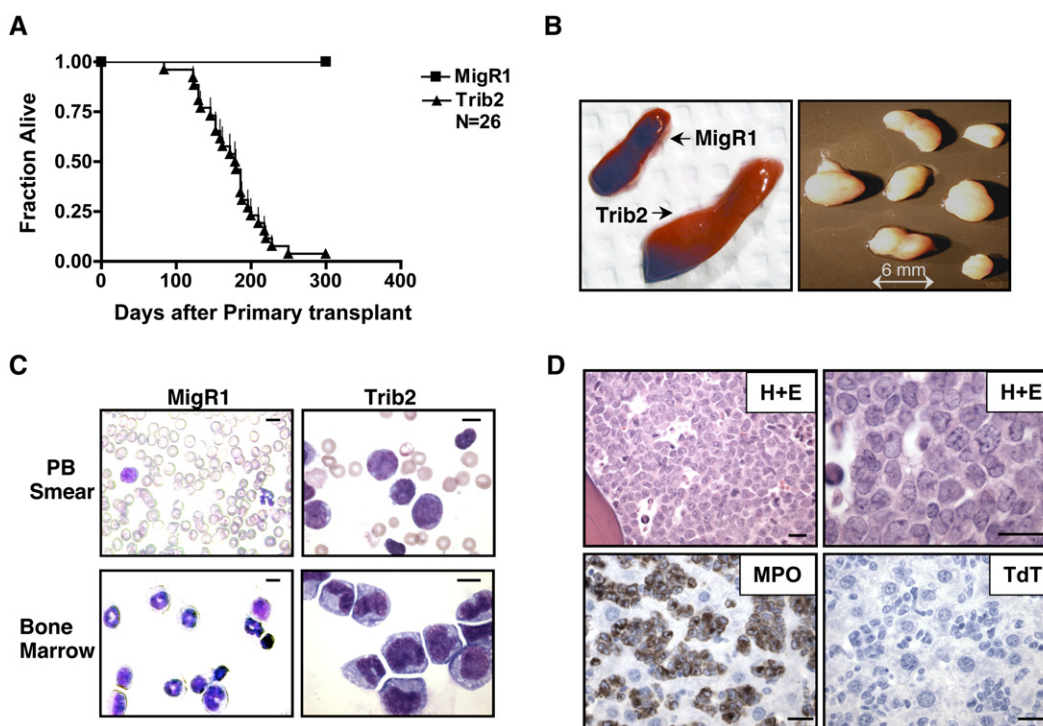 A
1.00
0.75
0.50
0.25
0.00
Fraction Alive
0
100
200
300
400
Days after Primary transplant
MigR1
Trib2
N=26
B
MigR1
Trib2
6 mm
C
MigR1
Trib2
PB
Smear
Bone
Marrow
D
H+E
H+E
MPO
TdT